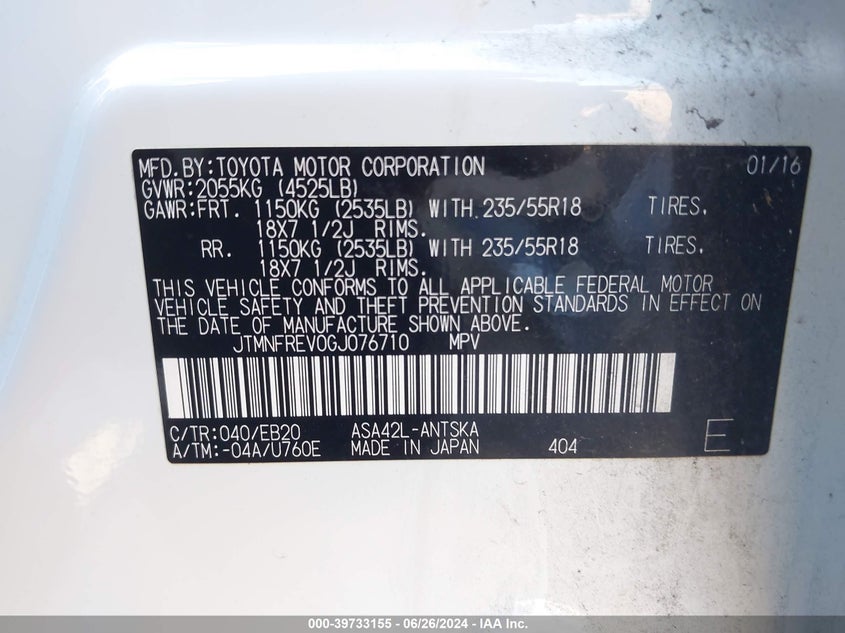 MFD.BY:TOYOTA MOTOR CORPORATION 01/16
GVWR:2055KG (4525LB)
GAWR:FRT. 1150KG (2535LB) WITH 235/55R18 TIRES.
18X7 1/2J RIMS.
RR. 1150KG (2535LB) WITH 235/55R18 TIRES.
18X7 1/2J RIMS.
THIS VEHICLE CONFORMS TO ALL APPLICABLE FEDERAL MOTOR
VEHICLE SAFETY AND THEFT PREVENTION STANDARDS IN EFFECT ON
THE DATE OF MANUFACTURE SHOWN ABOVE.
JTMNFREV0GJ076710 MPV
C/TR:040/EB20 ASA42L-ANTSKA
A/TM:-04A/U760E MADE IN JAPAN 404 E
000-39733155 - 06/26/2024 - IAA Inc.